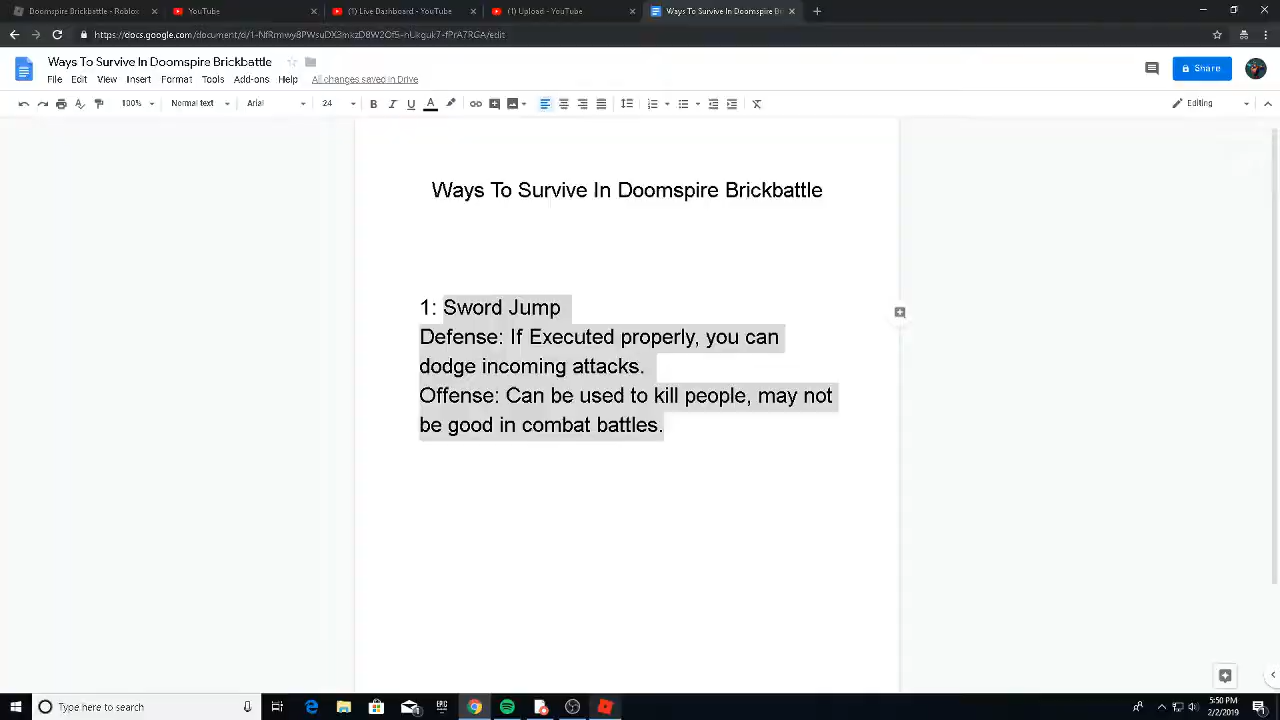 Doomspire Brickbattle - Roblox
YouTube
(1) Live Dashboard - YouTube
(1) Upload - YouTube
Ways To Survive In Doomspire Bri
Ways To Survive In Doomspire Brickbattle
File Edit View Insert Format Tools Add-ons Help All changes saved in Drive
Share
100% Normal text Arial 24 B I U A
Editing
Ways To Survive In Doomspire Brickbattle
1: Sword Jump
Defense: If Executed properly, you can
dodge incoming attacks.
Offense: Can be used to kill people, may not
be good in combat battles.
Type here to search
EPIC
5:50 PM
2/2/2019